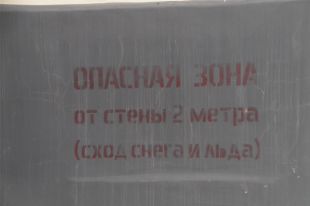 ОПАСНАЯ ЗОНА
от стены 2 метра
(сход снега и льда)